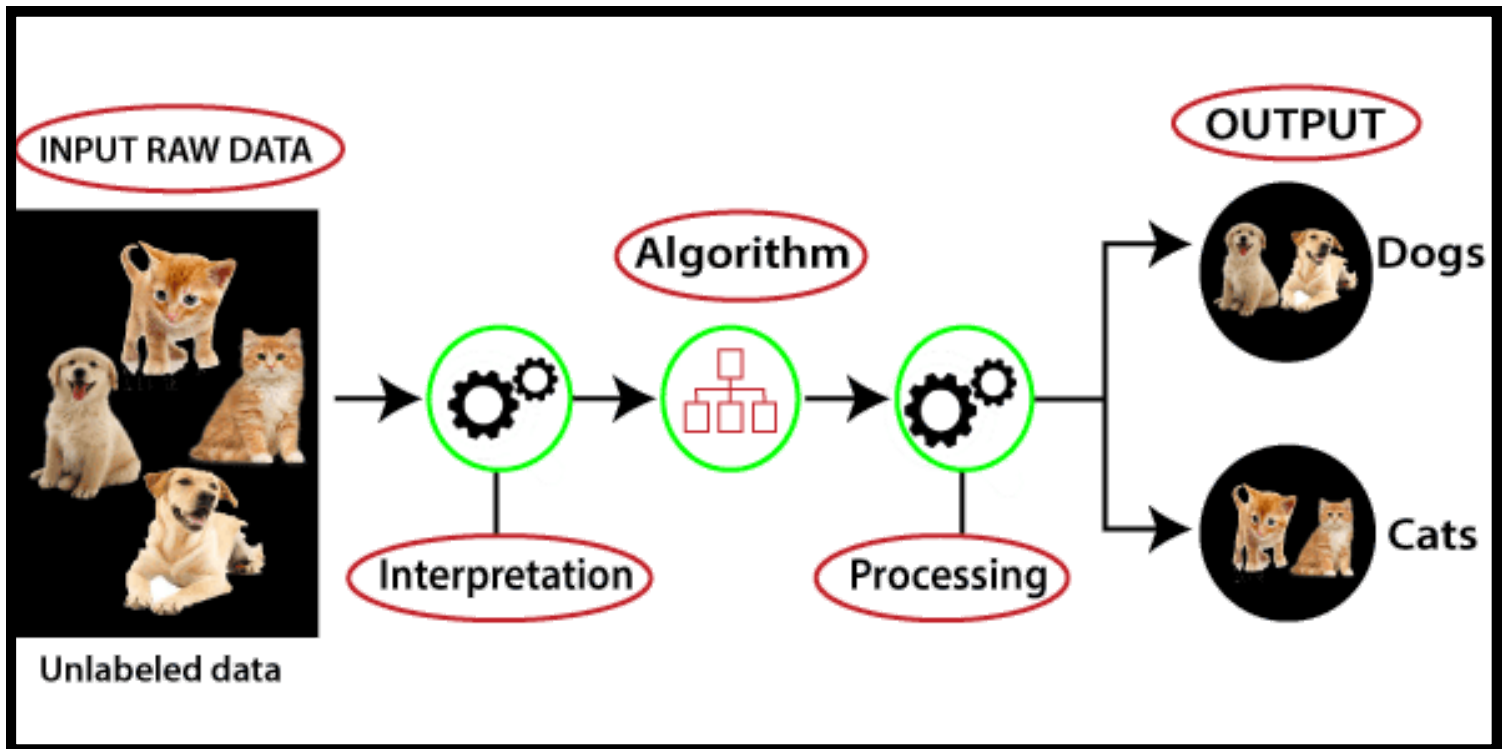 INPUT RAW DATA
Unlabeled data
Interpretation
Algorithm
Processing
OUTPUT
Dogs
Cats